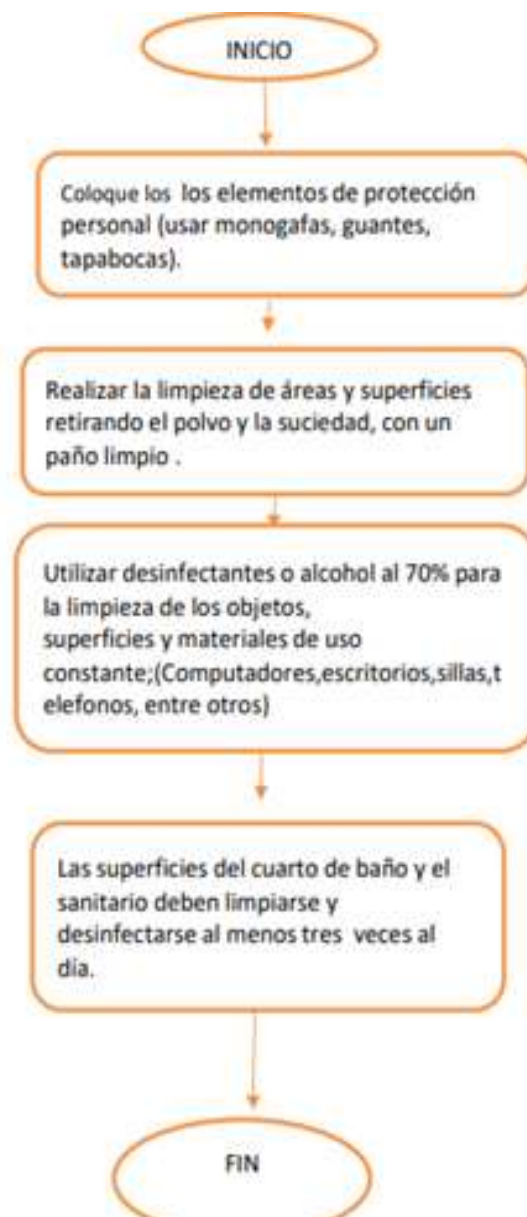 INICIO
Coloque los los elementos de protección
personal (usar monogafas, guantes,
tapabocas).
Realizar la limpieza de áreas y superficies
retirando el polvo y la suciedad, con un
paño limpio .
Utilizar desinfectantes o alcohol al 70% para
la limpieza de los objetos,
superficies y materiales de uso
constante;(Computadores,escritorios,sillas,t
elefonos, entre otros)
Las superficies del cuarto de baño y el
sanitario deben limpiarse y
desinfectarse al menos tres veces al
día.
FIN